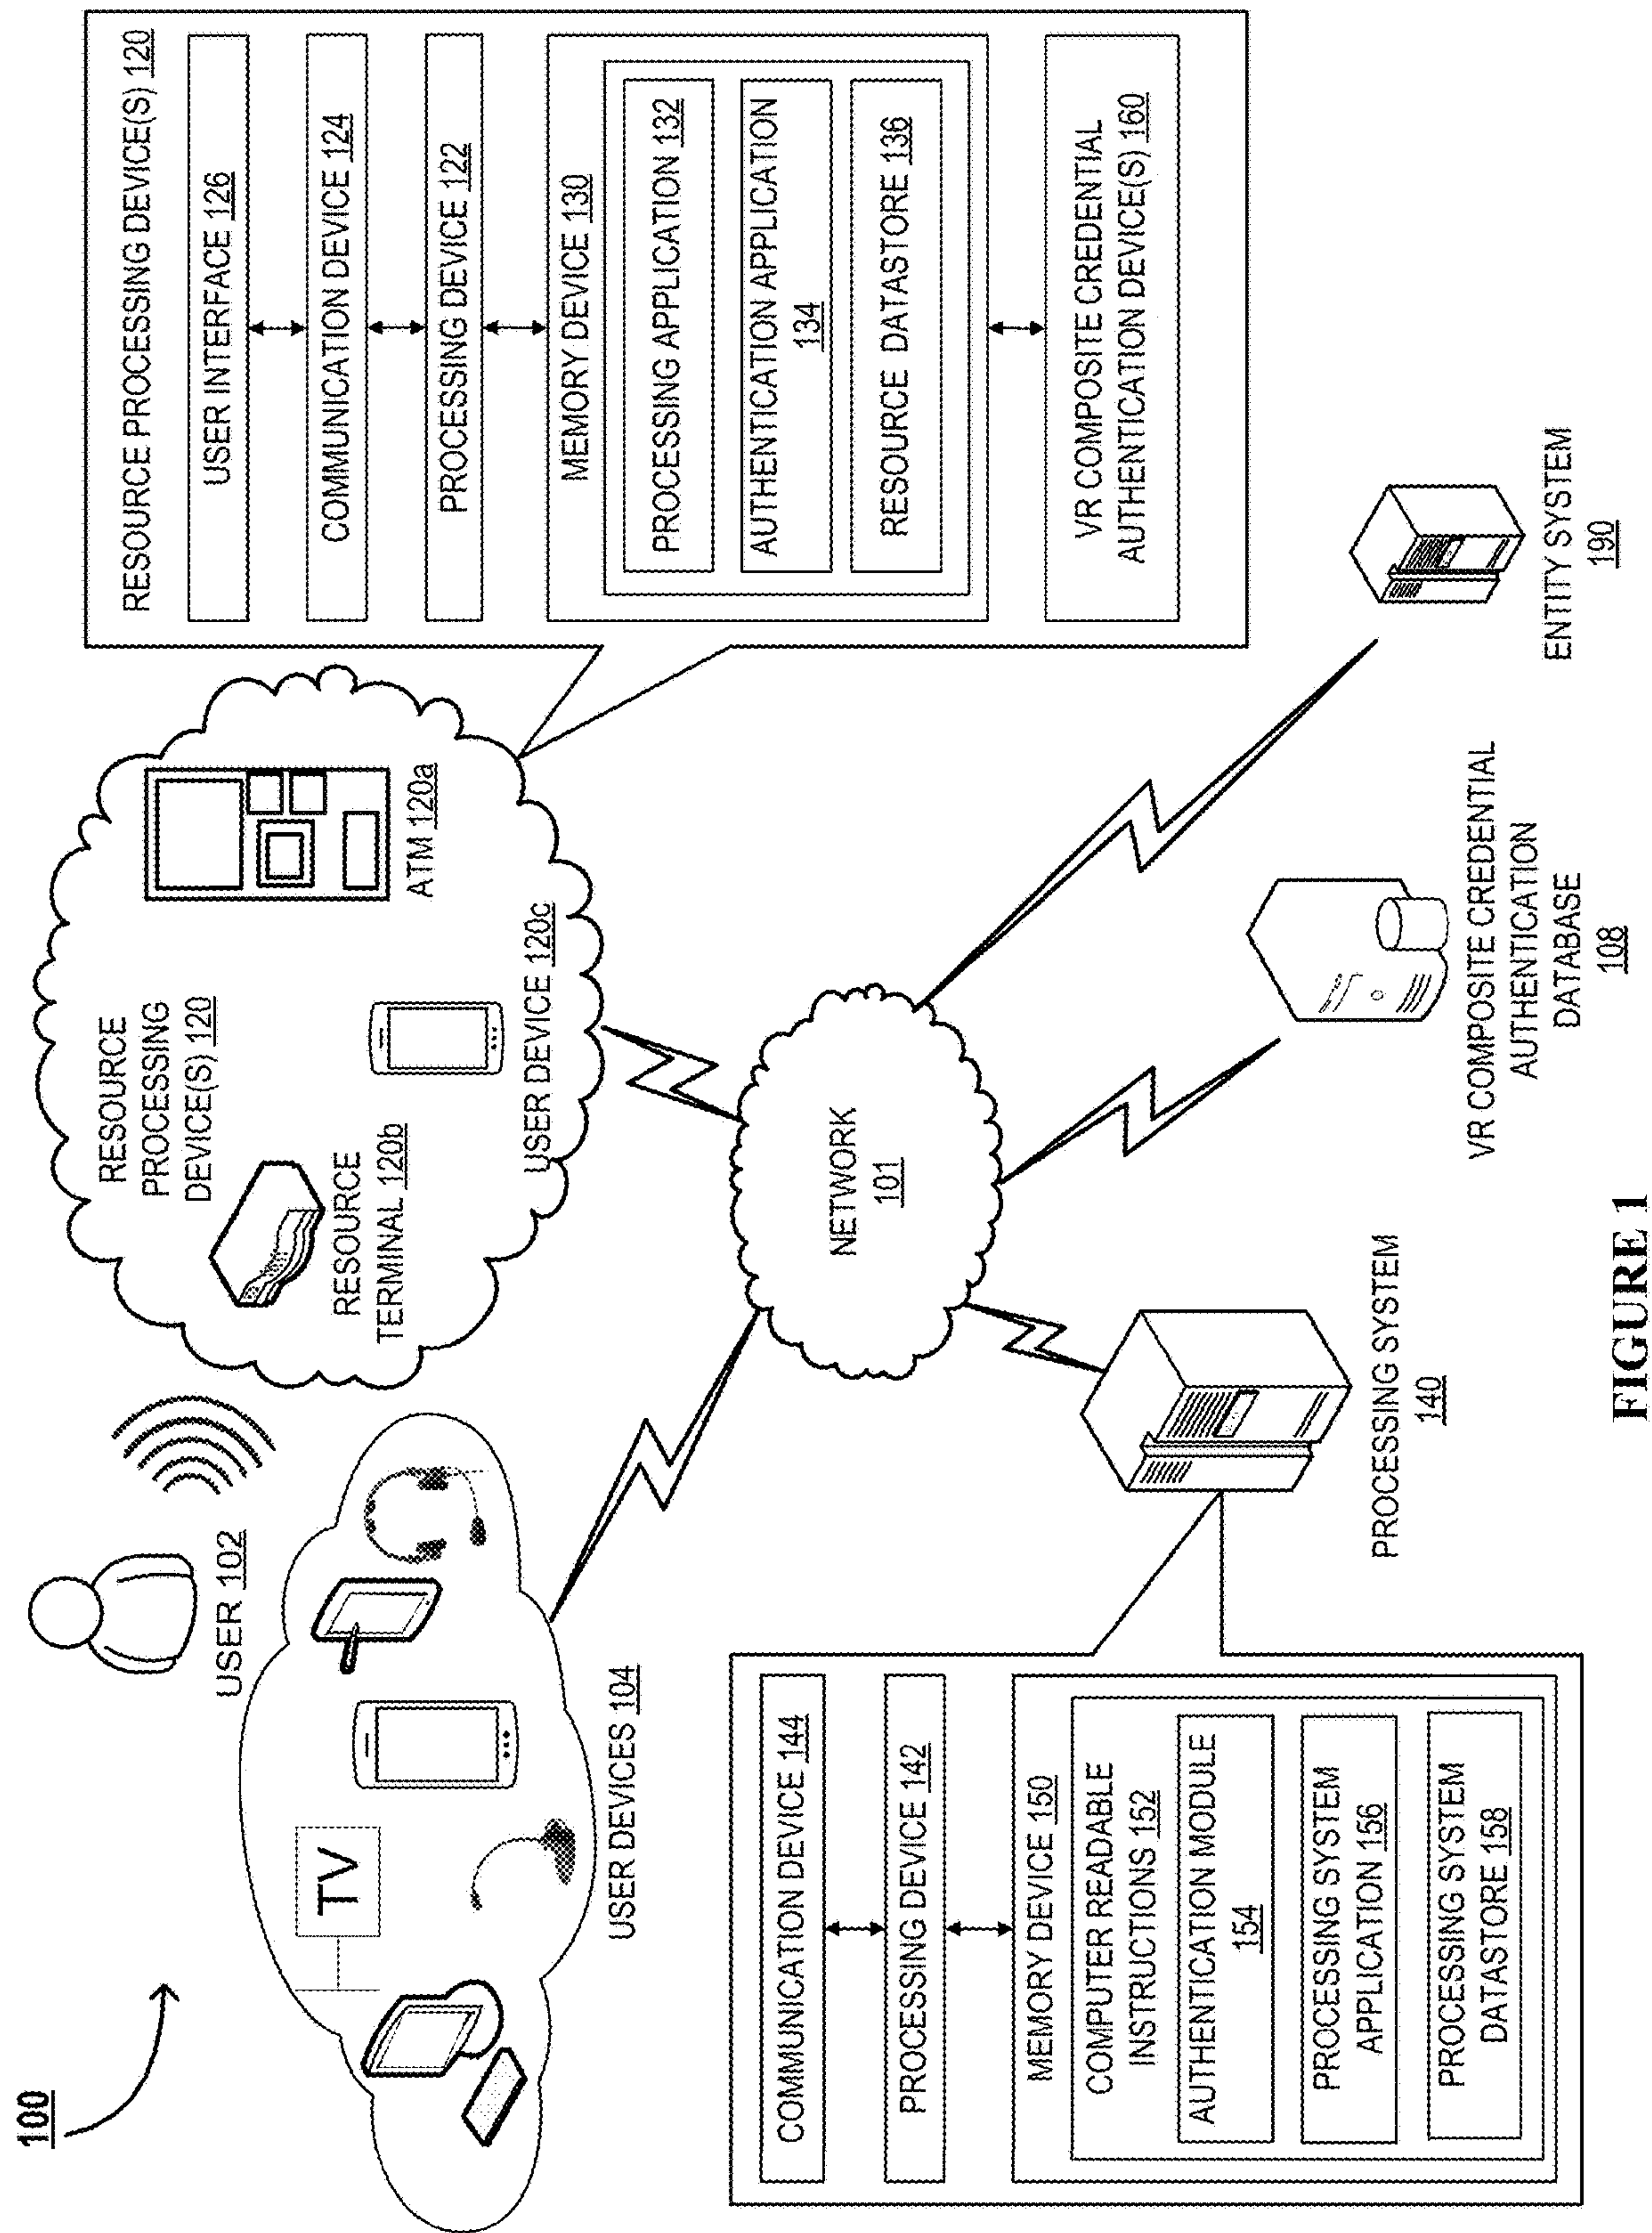 100
USER 102
TV
USER DEVICES 104
RESOURCE
PROCESSING
DEVICE(S) 120
RESOURCE
TERMINAL 120b
ATM 120a
USER DEVICE 120c
RESOURCE PROCESSING DEVICE(S) 120
USER INTERFACE 126
COMMUNICATION DEVICE 124
PROCESSING DEVICE 122
MEMORY DEVICE 130
PROCESSING APPLICATION 132
AUTHENTICATION APPLICATION
134
RESOURCE DATASTORE 136
VR COMPOSITE CREDENTIAL
AUTHENTICATION DEVICE(S) 160
NETWORK
101
COMMUNICATION DEVICE 144
PROCESSING DEVICE 142
MEMORY DEVICE 150
COMPUTER READABLE
INSTRUCTIONS 152
AUTHENTICATION MODULE
154
PROCESSING SYSTEM
APPLICATION 156
PROCESSING SYSTEM
DATASTORE 158
PROCESSING SYSTEM
140
VR COMPOSITE CREDENTIAL
AUTHENTICATION
DATABASE
108
ENTITY SYSTEM
190
FIGURE 1